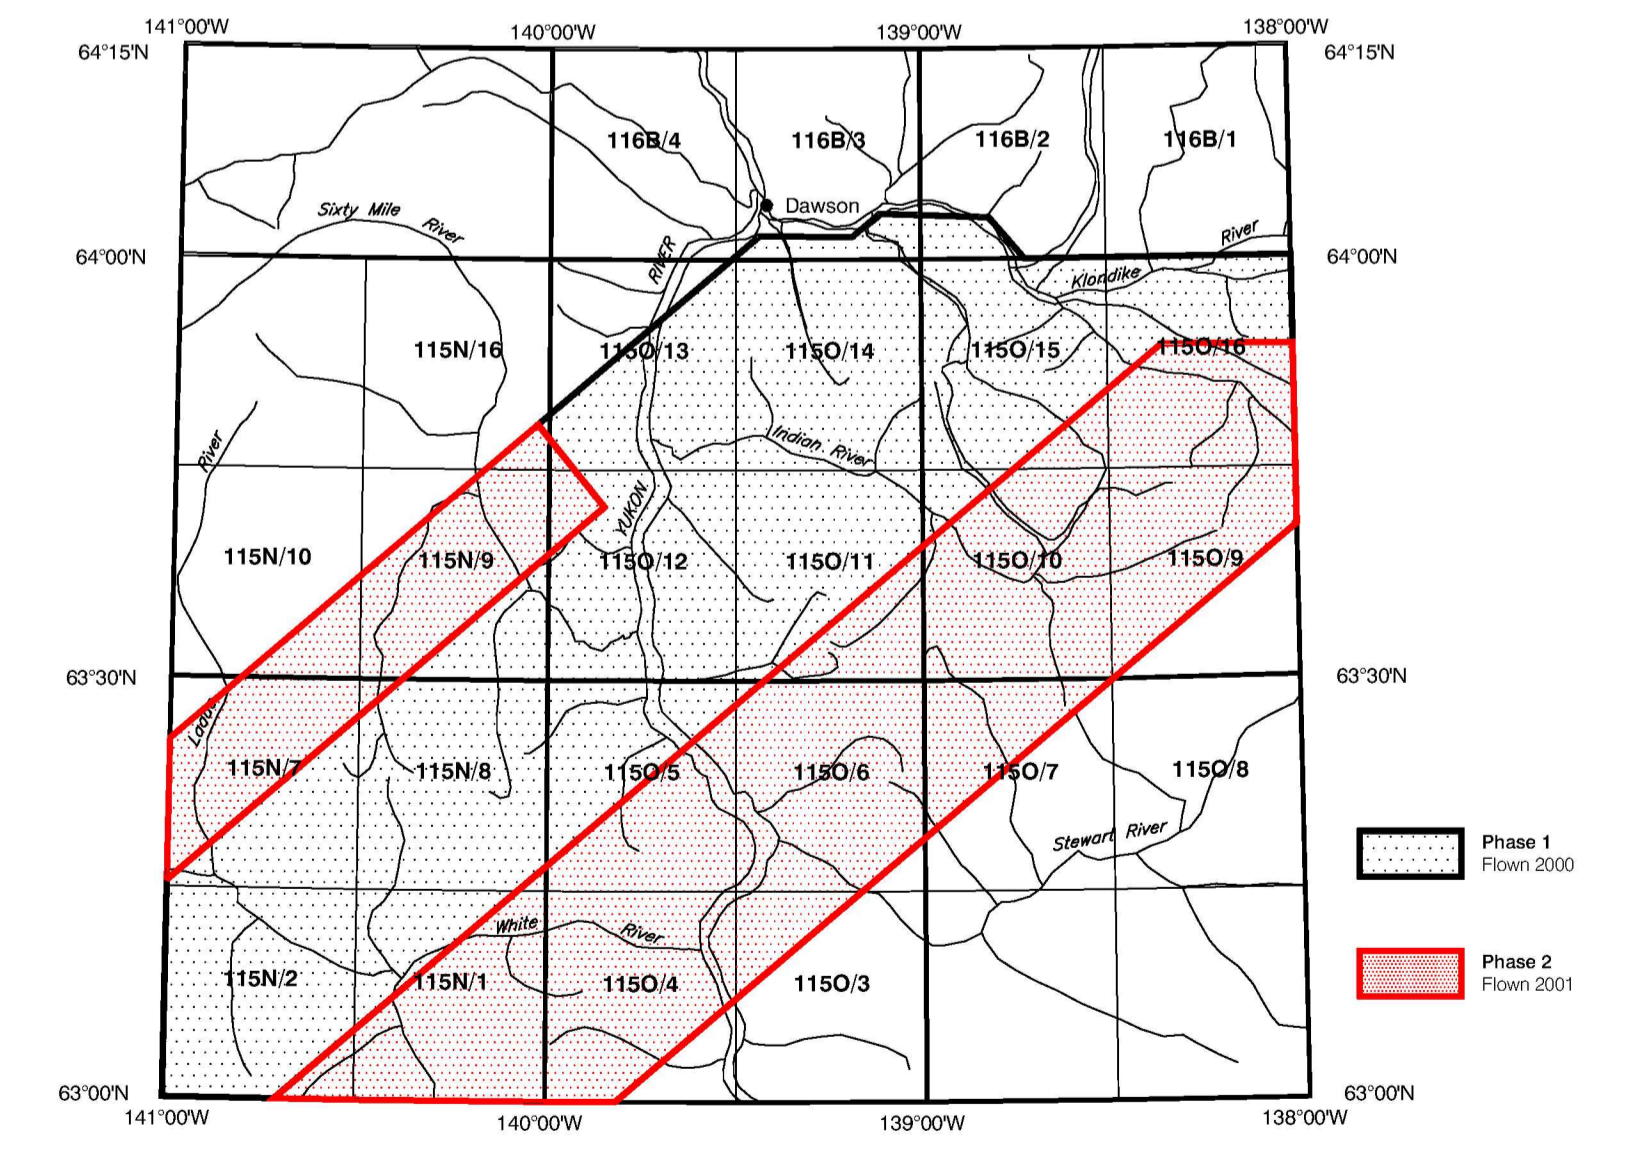 141°00'W
140°00'W
139°00'W
138°00'W
64°15'N
64°15'N
116B/4
116B/3
116B/2
116B/1
Dawson
Sixty Mile River
RIVER
River
64°00'N
64°00'N
Klondike
115N/16
115O/13
115O/14
115O/15
115O/16
River
Indian River
YUKON
115N/10
115N/9
115O/12
115O/11
115O/10
115O/9
63°30'N
63°30'N
115N/7
115N/8
115O/5
115O/6
115O/7
115O/8
Stewart River
Phase 1
Flown 2000
White River
Phase 2
Flown 2001
115N/2
115N/1
115O/4
115O/3
63°00'N
63°00'N
141°00'W
140°00'W
139°00'W
138°00'W